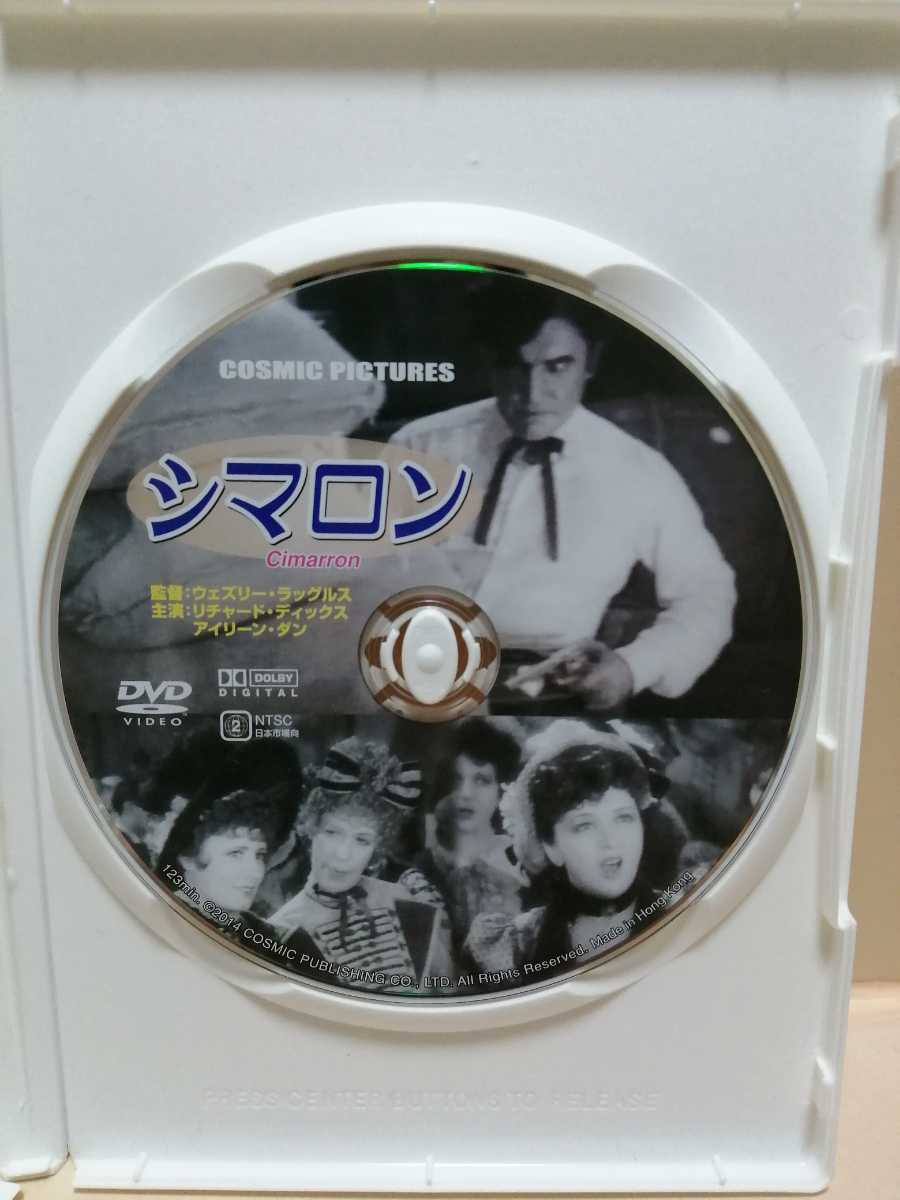 COSMIC PICTURES
シマロン
Cimarron
監督:ウェズリー・ラッグルス
主演:リチャード・ディックス
アイリーン・ダン
DVD
VIDEO
DOLBY
DIGITAL
2
NTSC
日本市場向
123min. ©2014 COSMIC PUBLISHING CO., LTD. All Rights Reserved. Made in Hong Kong
PRESS CENTER BUTTONS TO RELEASE